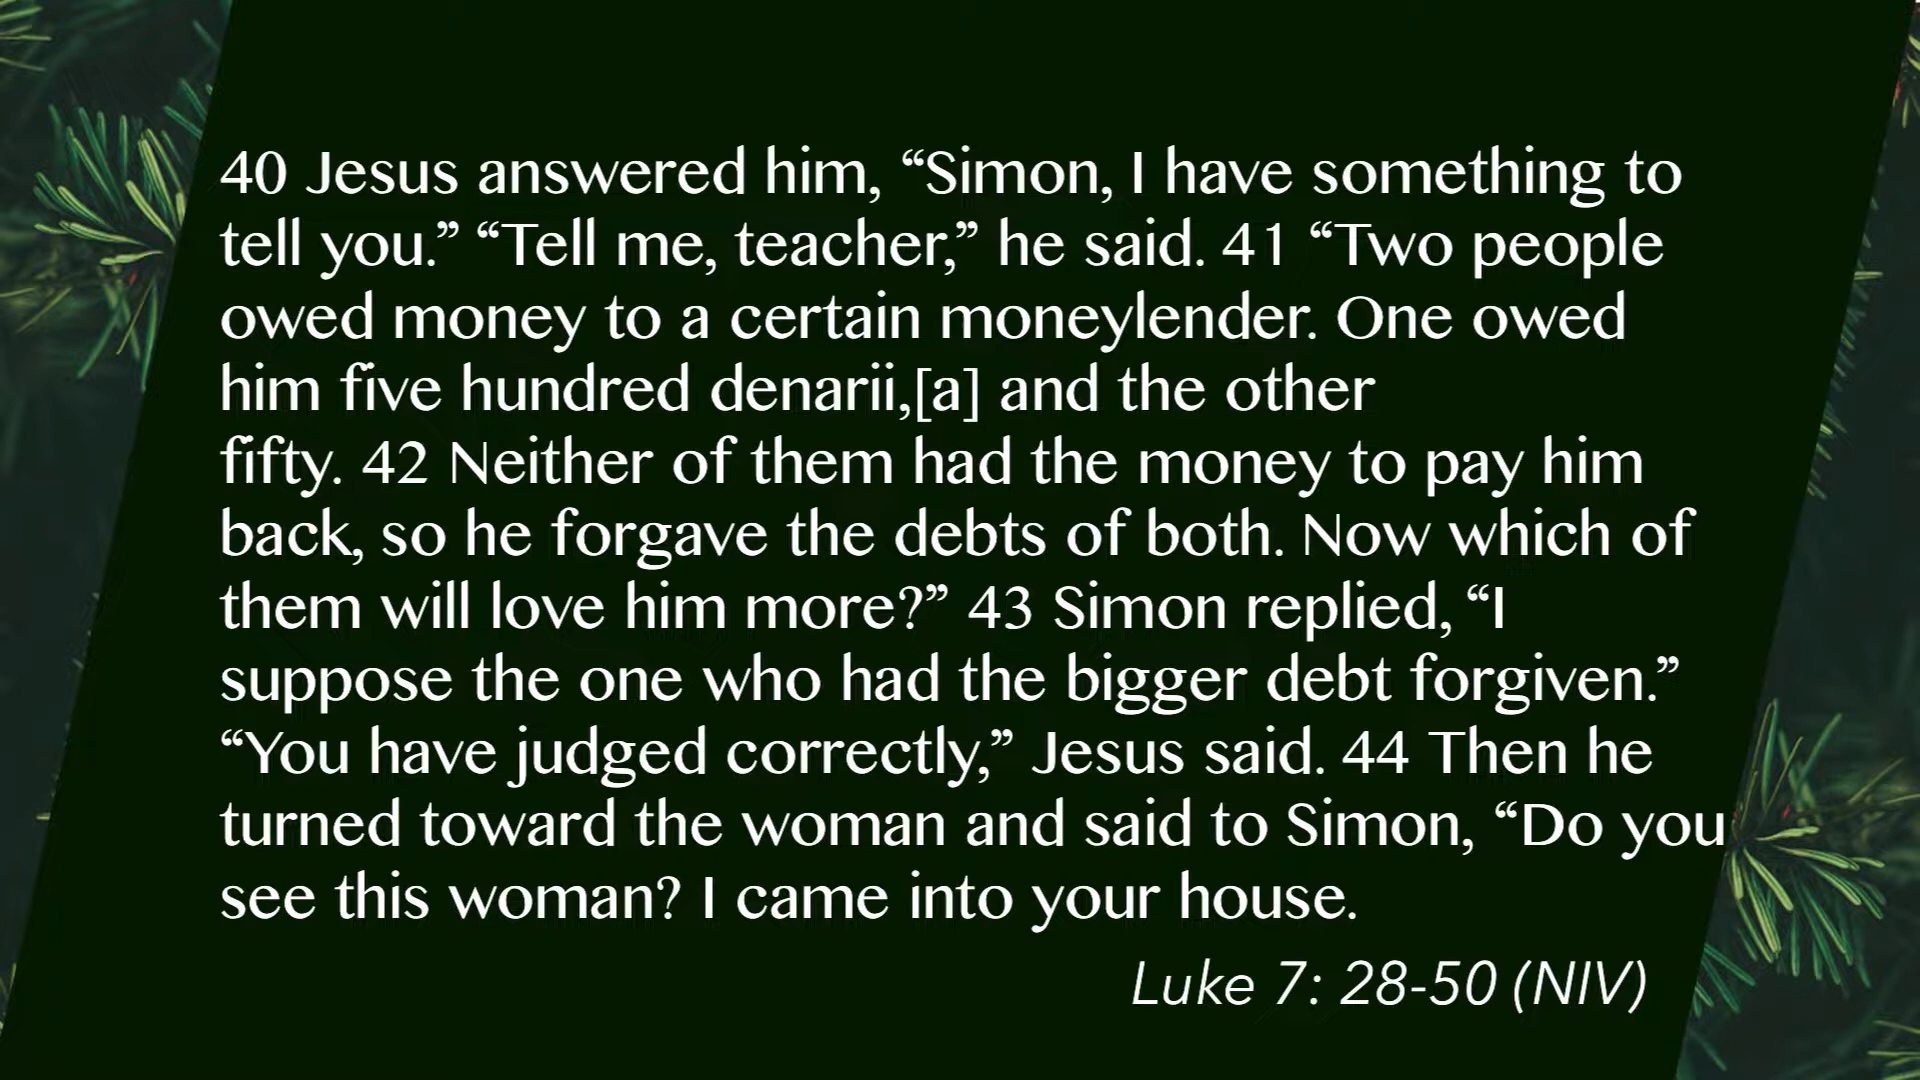 40 Jesus answered him, “Simon, I have something to
tell you.” “Tell me, teacher,” he said. 41 “Two people
owed money to a certain moneylender. One owed
him five hundred denarii,[a] and the other
fifty. 42 Neither of them had the money to pay him
back, so he forgave the debts of both. Now which of
them will love him more?” 43 Simon replied, “I
suppose the one who had the bigger debt forgiven.”
“You have judged correctly,” Jesus said. 44 Then he
turned toward the woman and said to Simon, “Do you
see this woman? I came into your house.
Luke 7: 28-50 (NIV)